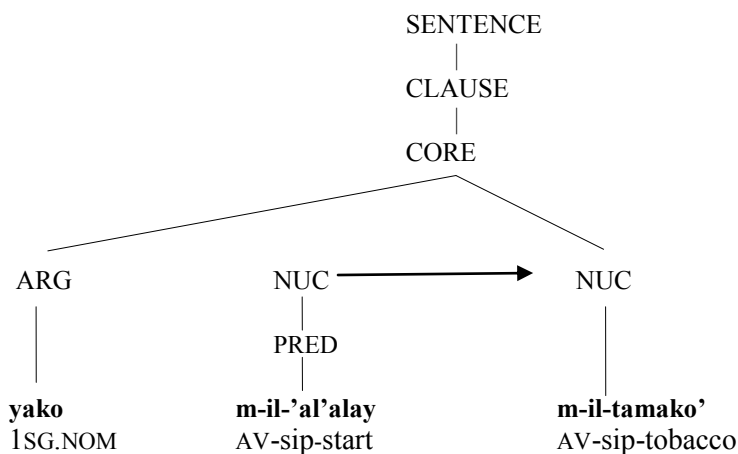 SENTENCE
CLAUSE
CORE
ARG NUC NUC
PRED
yako m-il-’al’alay m-il-tamako’
1SG.NOM AV-sip-start AV-sip-tobacco